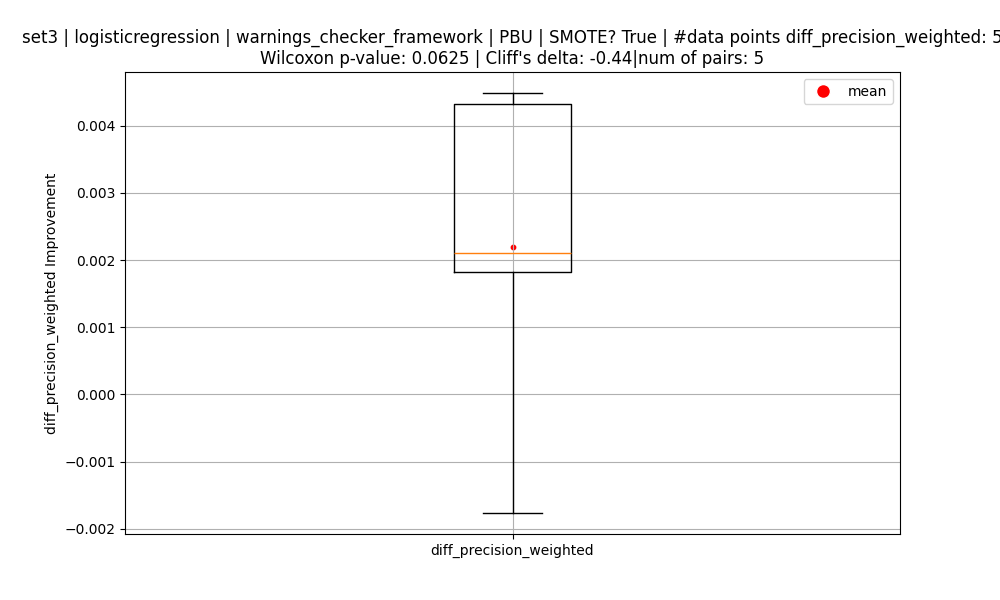 set3 | logisticregression | warnings_checker_framework | PBU | SMOTE? True | #data points diff_precision_weighted: 5
Wilcoxon p-value: 0.0625 | Cliff's delta: -0.44|num of pairs: 5
mean
diff_precision_weighted Improvement
0.004
0.003
0.002
0.001
0.000
−0.001
−0.002
diff_precision_weighted